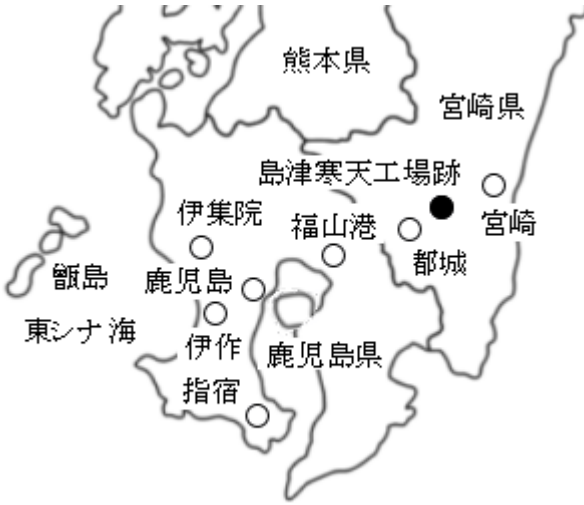 熊本県
宮崎県
島津寒天工場跡
伊集院
福山港
宮崎
都城
甑島
鹿児島
東シナ海
伊作
鹿児島県
指宿